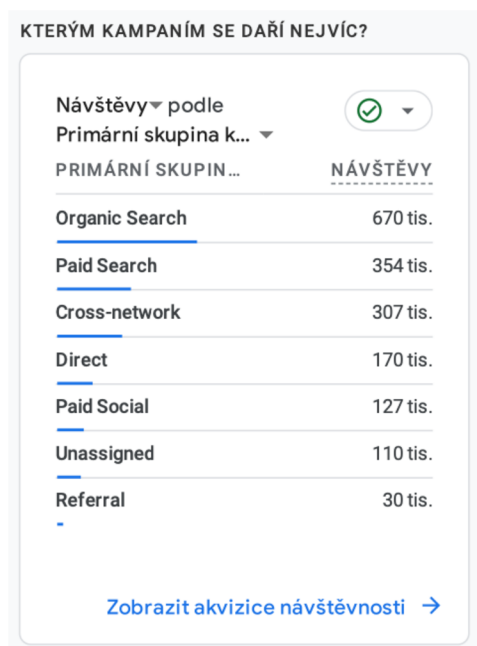 KTERÝM KAMPANÍM SE DAŘÍ NEJVÍC?
Návštěvy podle
Primární skupina k...
PRIMÁRNÍ SKUPIN... NÁVŠTĚVY
Organic Search 670 tis.
Paid Search 354 tis.
Cross-network 307 tis.
Direct 170 tis.
Paid Social 127 tis.
Unassigned 110 tis.
Referral 30 tis.
Zobrazit akvizice návštěvnosti →